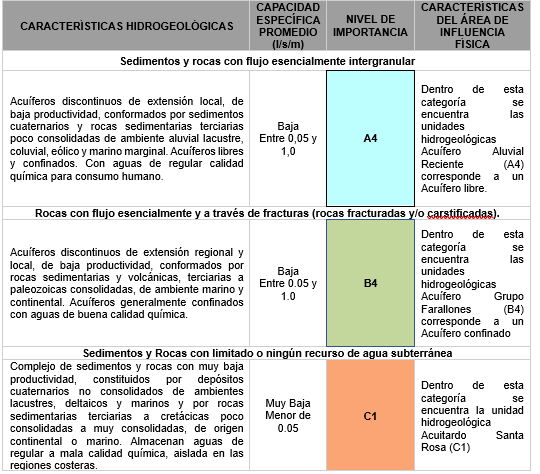 CARACTERÌSTICAS HIDROGEOLÓGICAS
CAPACIDAD
ESPECÍFICA
PROMEDIO
(l/s/m)
NIVEL DE
IMPORTANCIA
CARACTERÍSTICAS
DEL ÁREA DE
INFLUENCIA
FÍSICA
Sedimentos y rocas con flujo esencialmente intergranular
Acuíferos discontinuos de extensión local, de
baja productividad, conformados por sedimentos
cuaternarios y rocas sedimentarias terciarias
poco consolidadas de ambiente aluvial lacustre,
coluvial, eólico y marino marginal. Acuíferos libres
y confinados. Con aguas de regular calidad
química para consumo humano.
Baja
Entre 0,05 y
1,0
A4
Dentro de esta
categoría se
encuentra las
unidades
hidrogeológicas
Acuífero Aluvial
Reciente (A4)
corresponde a un
Acuífero libre.
Rocas con flujo esencialmente y a través de fracturas (rocas fracturadas y/o carstificadas).
Acuíferos discontinuos de extensión regional y
local, de baja productividad, conformados por
rocas sedimentarias y volcánicas, terciarias a
paleozoicas consolidadas, de ambiente marino y
continental. Acuíferos generalmente confinados
con aguas de buena calidad química.
Baja
Entre 0.05 y
1.0
B4
Dentro de esta
categoría se
encuentra las
unidades
hidrogeológicas
Acuífero Grupo
Farallones (B4)
corresponde a un
Acuífero confinado
Sedimentos y Rocas con limitado o ningún recurso de agua subterránea
Complejo de sedimentos y rocas con muy baja
productividad, constituidos por depósitos
cuaternarios no consolidados de ambientes
lacustres, deltaicos y marinos y por rocas
sedimentarias terciarias a cretácicas poco
consolidadas a muy consolidadas, de origen
continental o marino. Almacenan aguas de
regular a mala calidad química, aislada en las
regiones costeras.
Muy Baja
Menor de
0.05
C1
Dentro de esta
categoría se
encuentra la unidad
hidrogeológica
Acuitardo Santa
Rosa (C1)